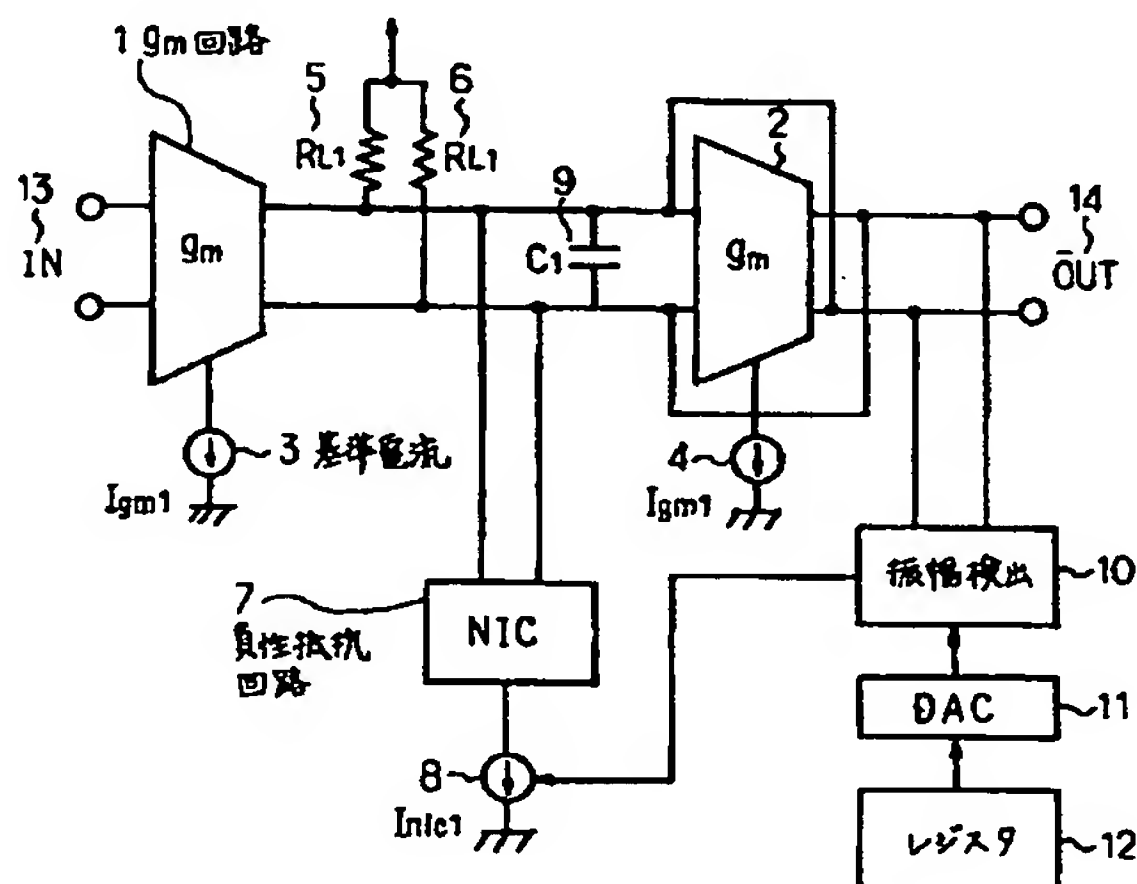 1 gm回路
5
6
RL1
RL1
2
13
IN
gm
9
C1
gm
14
OUT
3 基準電流
Igm1
4
Igm1
振幅検出
10
7
負性抵抗
回路
NIC
DAC
11
8
Inic1
レジスタ
12